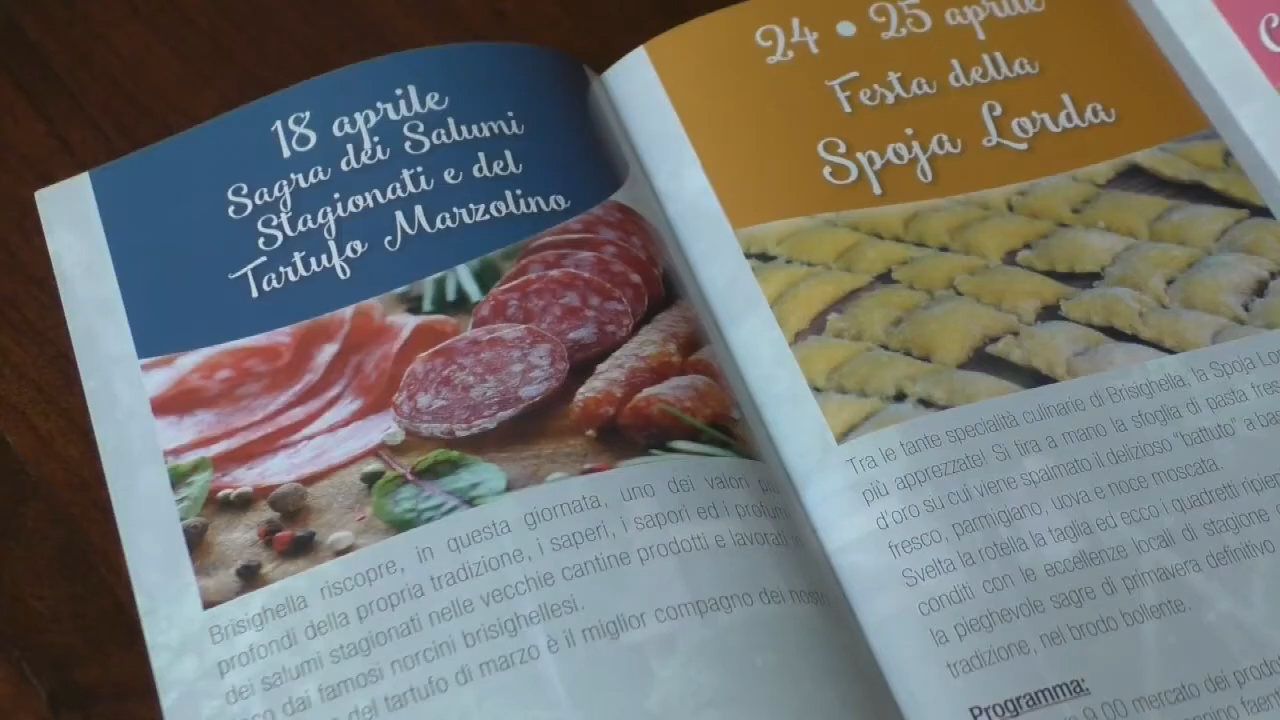 18 aprile
Sagra dei Salumi
Stagionati e del
Tartufo Marzolino
Brisighella riscopre, in questa giornata, uno dei valori
profondi della propria tradizione, i saperi, i sapori ed i
dei salumi stagionati nelle vecchie cantine prodotti e lavorati
dai famosi norcini brisighellesi.
del tartufo di marzo è il miglior compagno dei
24 • 25 aprile
Festa della
Spoja Lorda
Tra le tante specialità culinarie di Brisighella, la Spoja
più apprezzate! Si tira a mano la sfoglia di pasta
d'oro su cui viene spalmato il delizioso "battuto" a
fresco, parmigiano, uova e noce moscata.
Svelta la rotella la taglia ed ecco i quadretti
conditi con le eccellenze locali di stagione
la pieghevole sagre di primavera definitivo
tradizione, nel brodo bollente.
Programma:
9.00 mercato dei